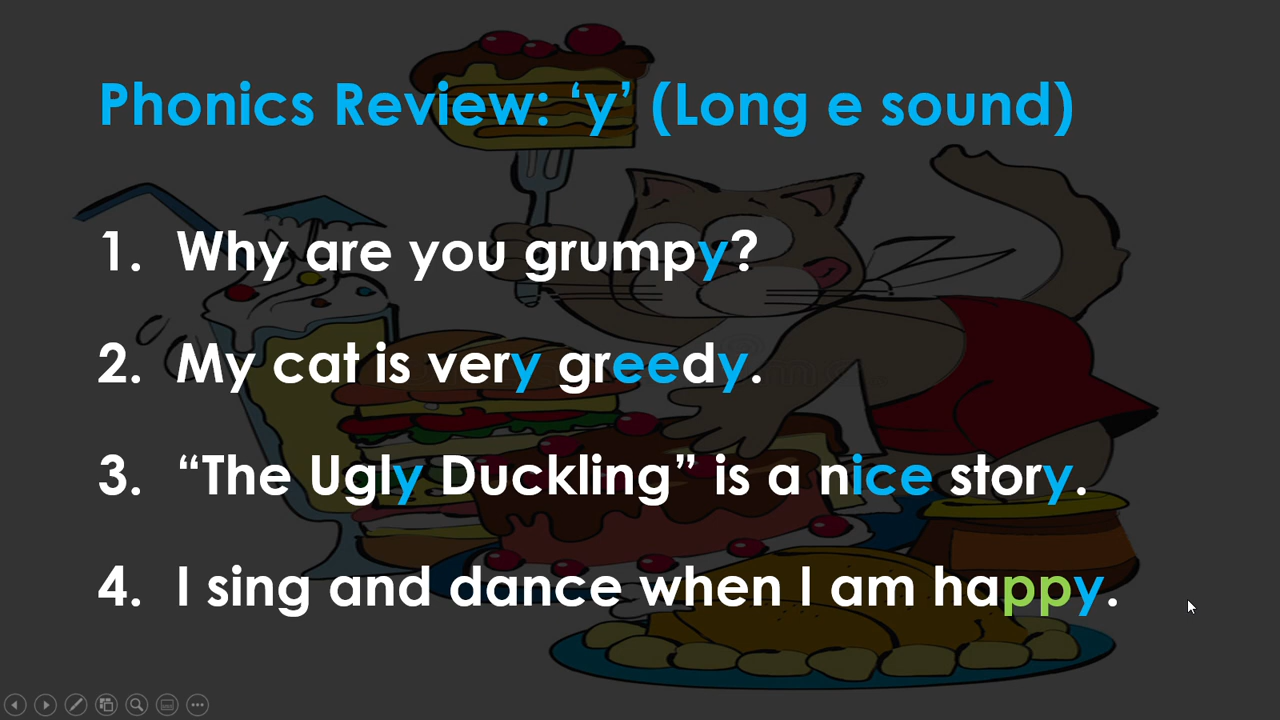 Phonics Review: ‘y’ (Long e sound)
1. Why are you grumpy?
2. My cat is very greedy.
3. “The Ugly Duckling” is a nice story.
4. I sing and dance when I am happy.